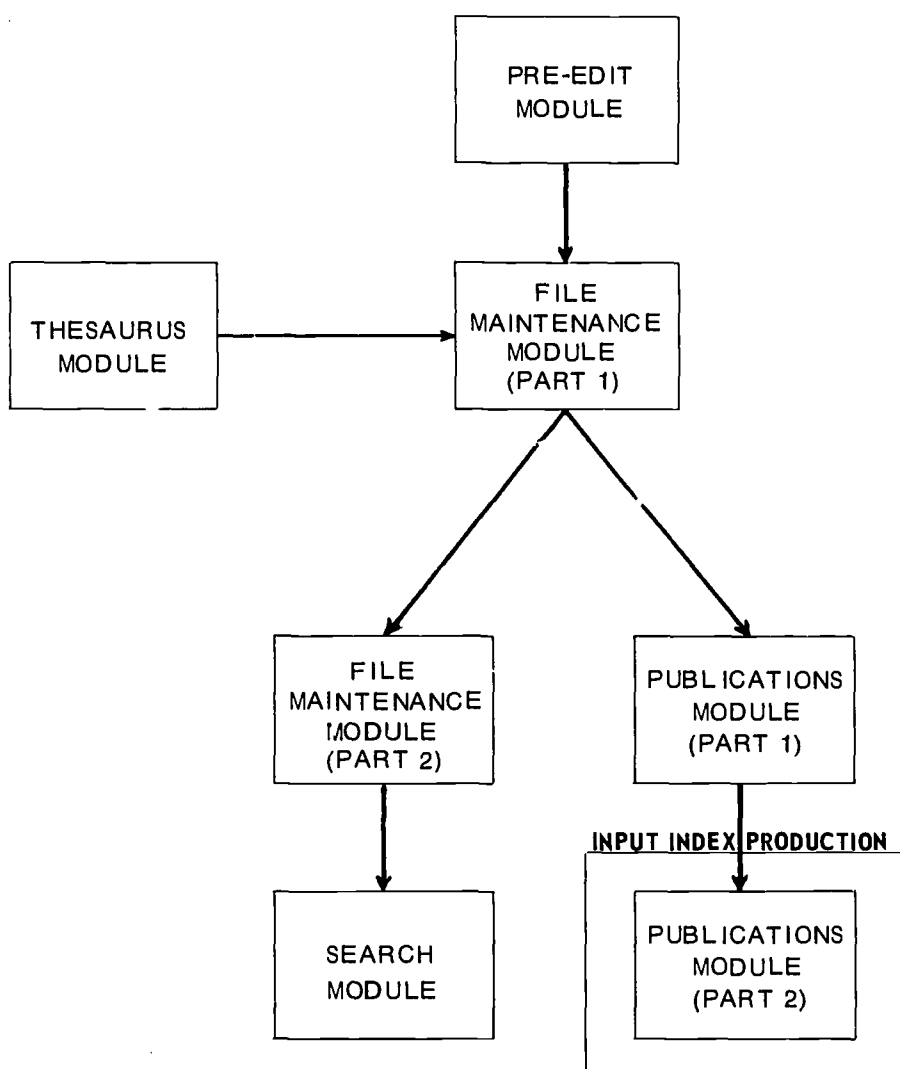 PRE-EDIT
MODULE
THESAURUS
MODULE
FILE
MAINTENANCE
MODULE
(PART 1)
FILE
MAINTENANCE
MODULE
(PART 2)
PUBLICATIONS
MODULE
(PART 1)
INPUT INDEX PRODUCTION
SEARCH
MODULE
PUBLICATIONS
MODULE
(PART 2)